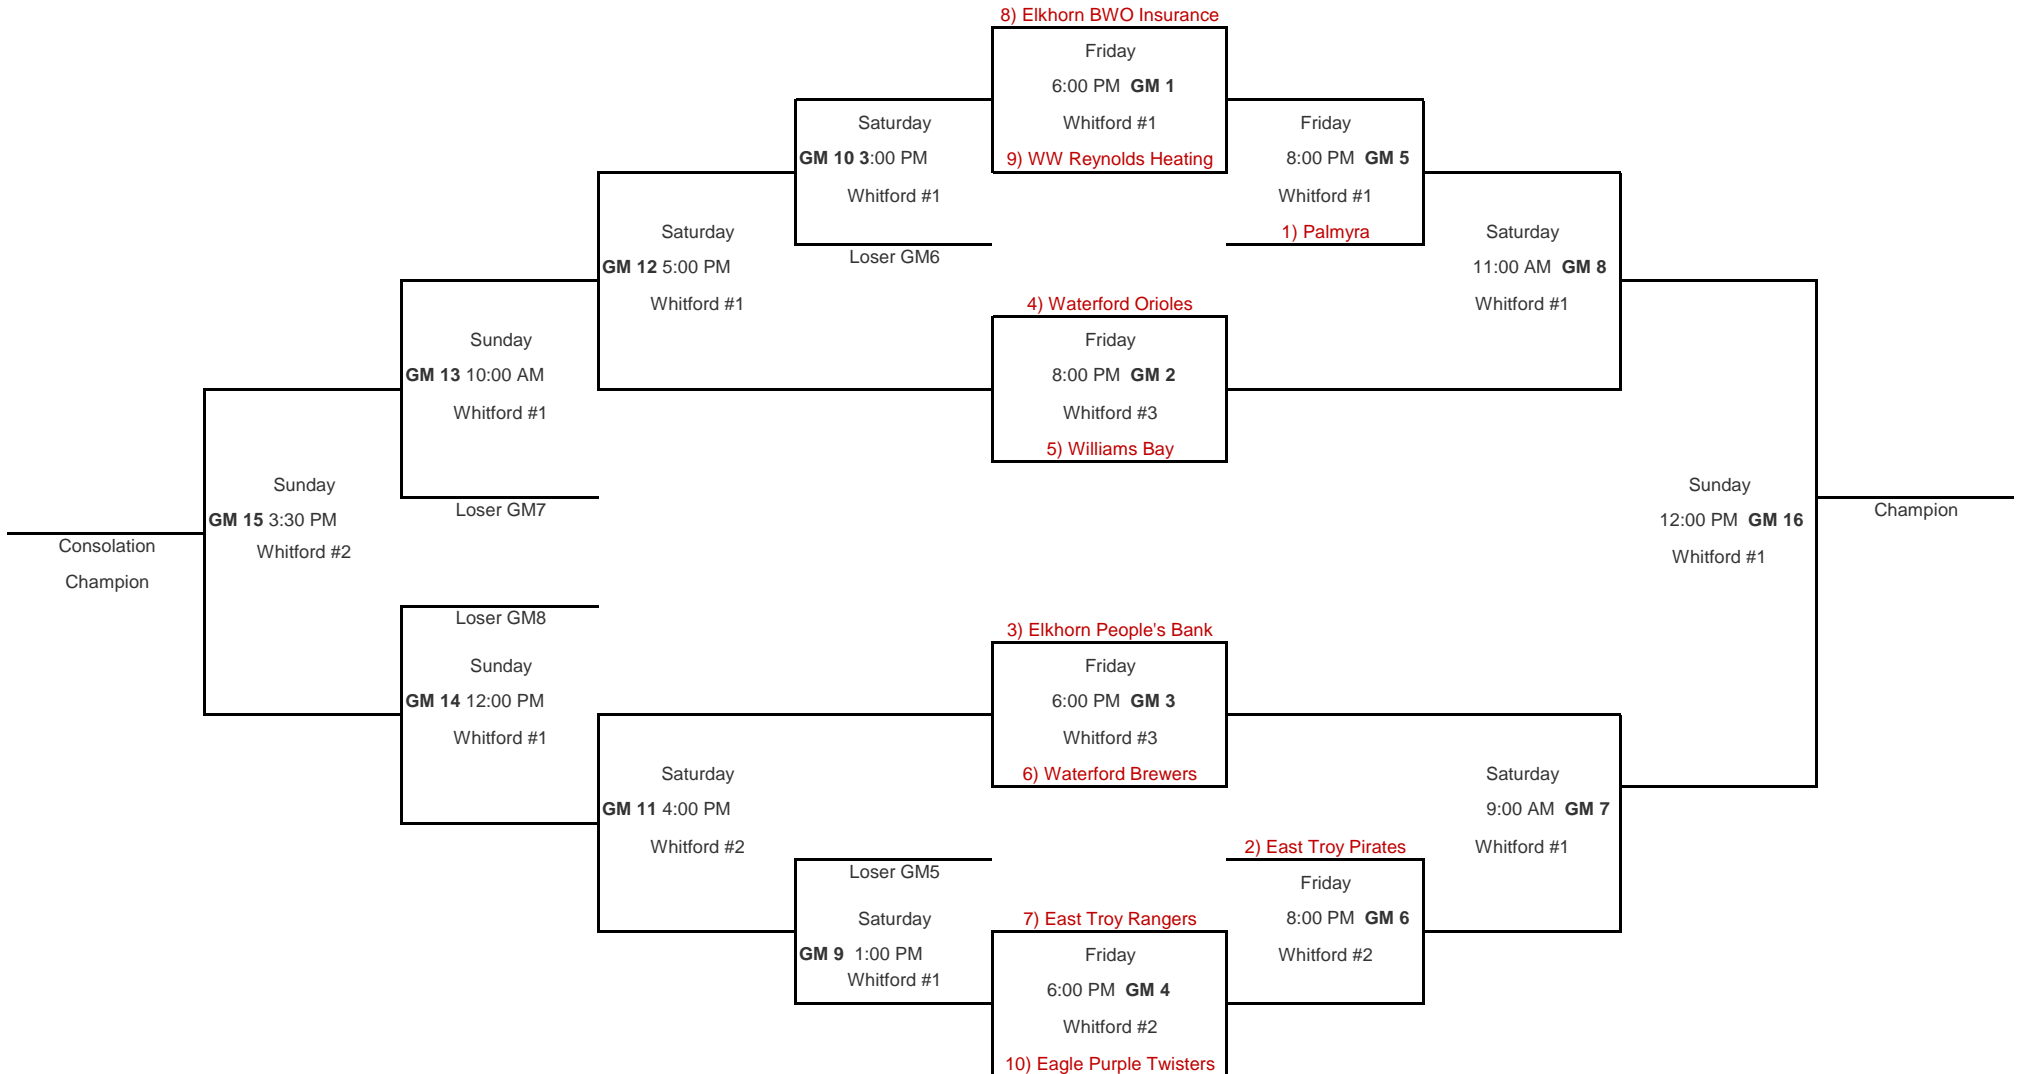 8) Elkhorn BWO Insurance
Friday
6:00 PM GM 1
Whitford #1
9) WW Reynolds Heating
Saturday
GM 10 3:00 PM
Whitford #1
Loser GM6
Friday
8:00 PM GM 5
Whitford #1
1) Palmyra
Saturday
GM 12 5:00 PM
Whitford #1
Saturday
11:00 AM GM 8
Whitford #1
4) Waterford Orioles
Friday
8:00 PM GM 2
Whitford #3
5) Williams Bay
Sunday
GM 13 10:00 AM
Whitford #1
Loser GM7
Sunday
GM 15 3:30 PM
Whitford #2
Consolation
Champion
Sunday
12:00 PM GM 16
Whitford #1
Champion
Loser GM8
Sunday
GM 14 12:00 PM
Whitford #1
3) Elkhorn People's Bank
Friday
6:00 PM GM 3
Whitford #3
6) Waterford Brewers
Saturday
GM 11 4:00 PM
Whitford #2
Saturday
9:00 AM GM 7
Whitford #1
Loser GM5
Saturday
GM 9 1:00 PM
Whitford #1
2) East Troy Pirates
Friday
8:00 PM GM 6
Whitford #2
7) East Troy Rangers
Friday
6:00 PM GM 4
Whitford #2
10) Eagle Purple Twisters